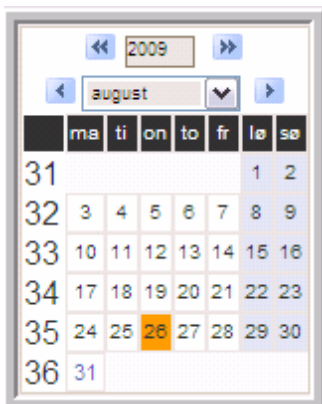 2009
august
ma ti on to fr lø sø
31 1 2
32 3 4 5 6 7 8 9
33 10 11 12 13 14 15 16
34 17 18 19 20 21 22 23
35 24 25 26 27 28 29 30
36 31